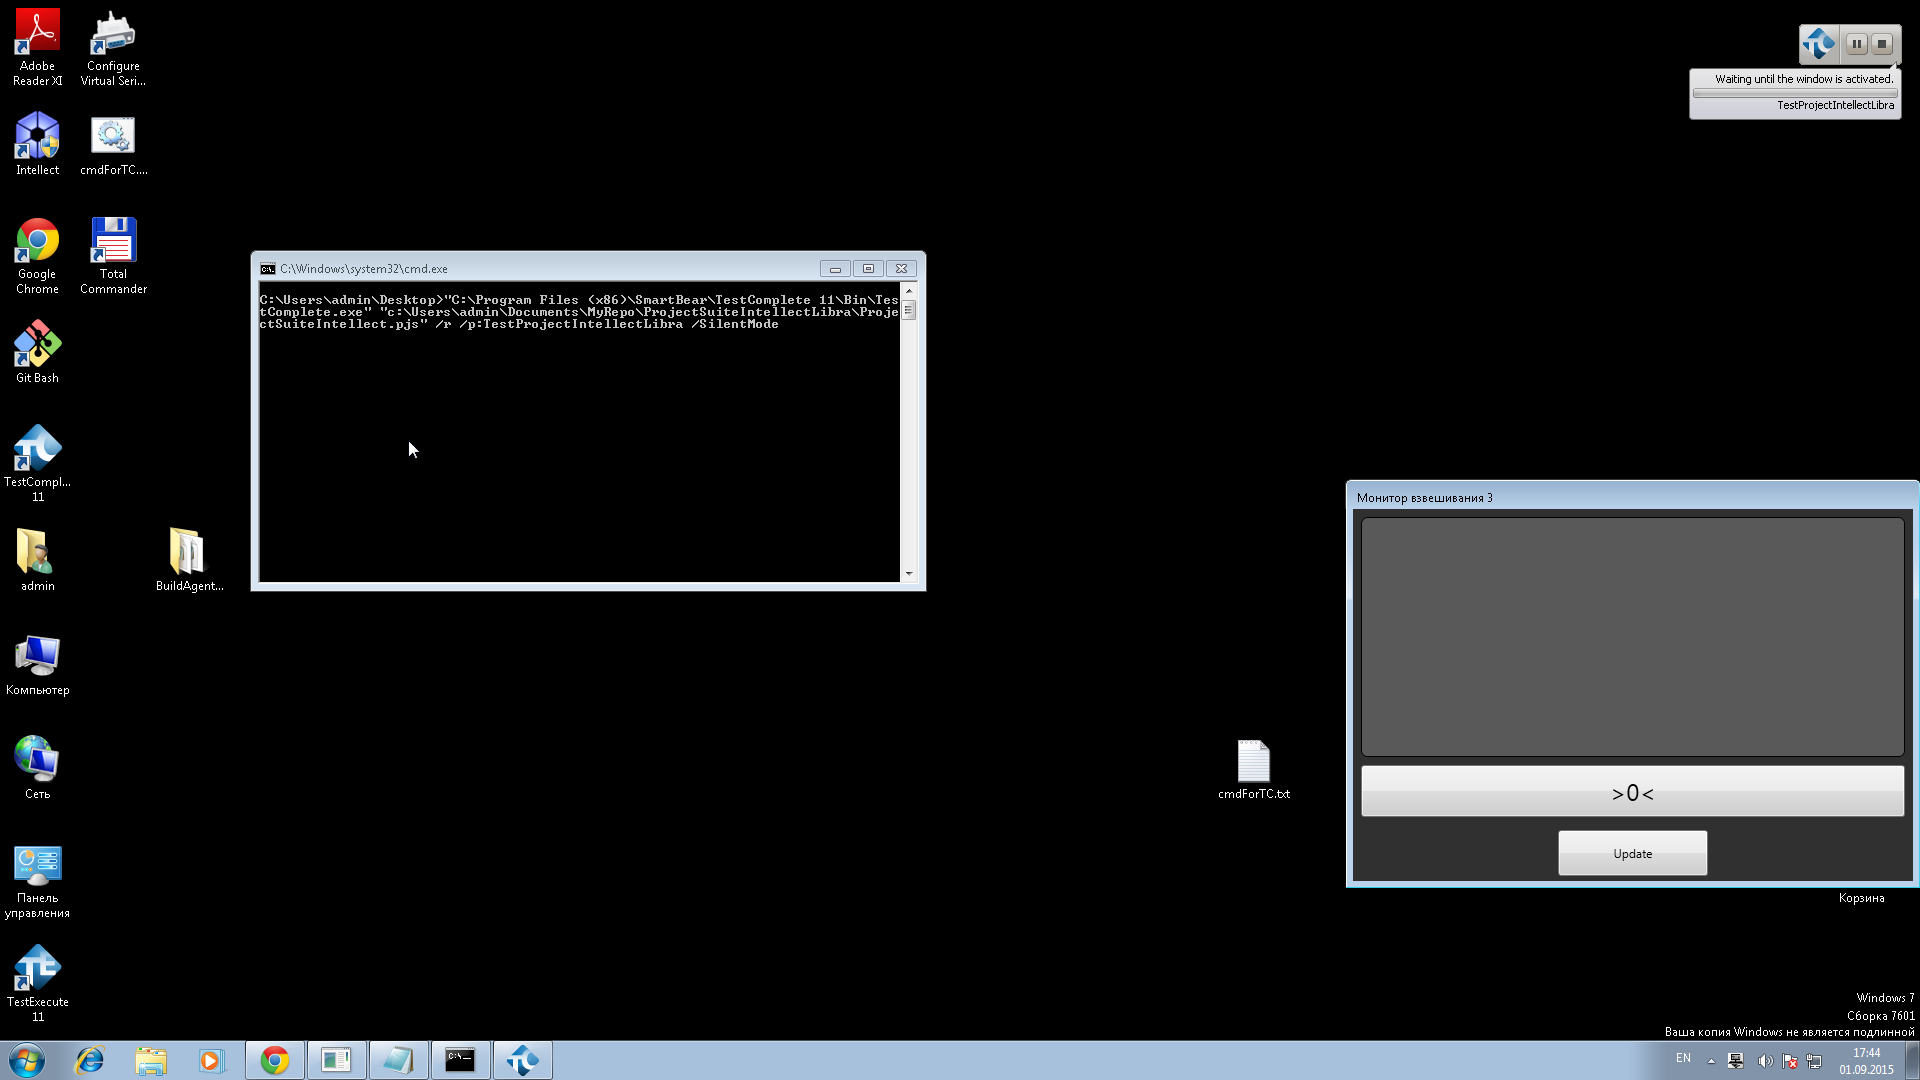 Adobe
Reader XI
Configure
Virtual Seri...
Intellect
cmdForTC....
Google
Chrome
Total
Commander
Git Bash
TestCompl...
11
admin
BuildAgent...
Компьютер
Сеть
Панель
управления
TestExecute
11
C:\Windows\system32\cmd.exe
C:\Users\admin\Desktop>"C:\Program Files (x86)\SmartBear\TestComplete 11\Bin\Tes
tComplete.exe" "c:\Users\admin\Documents\MyRepo\ProjectSuiteIntellectLibra\Proje
ctSuiteIntellect.pjs" /r /p:TestProjectIntellectLibra /SilentMode
Waiting until the window is activated.
TestProjectIntellectLibra
Монитор взвешивания 3
>0<
Update
cmdForTC.txt
Корзина
Windows 7
Сборка 7601
Ваша копия Windows не является подлинной
C:\_
EN
17:44
01.09.2015